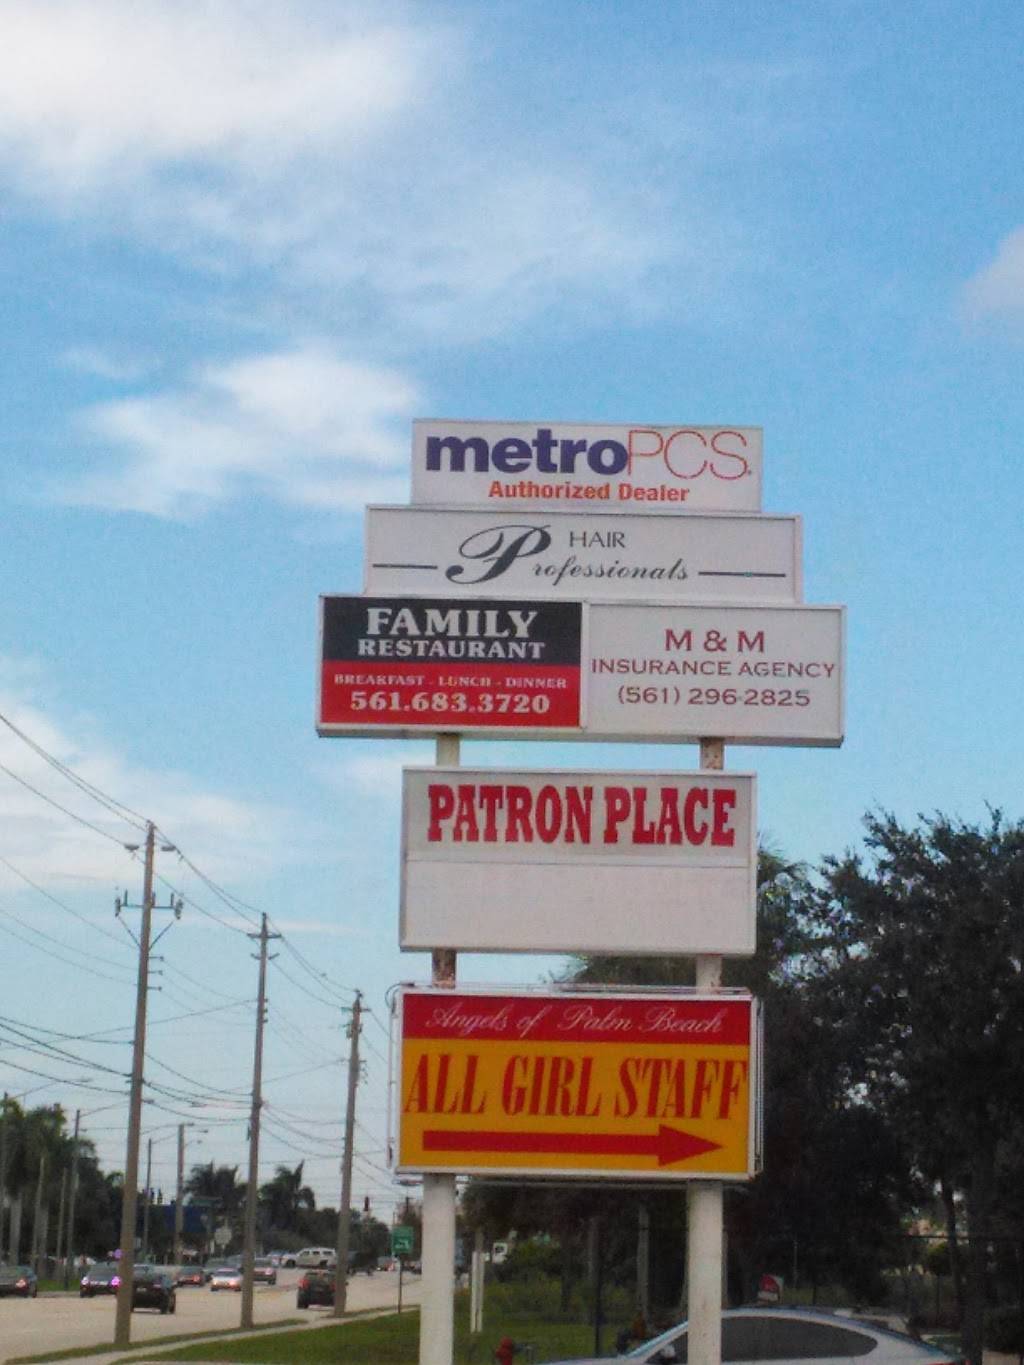 metroPCS.
Authorized Dealer
HAIR
Professionals
FAMILY
RESTAURANT
BREAKFAST - LUNCH - DINNER
561.683.3720
M & M
INSURANCE AGENCY
(561) 296-2825
PATRON PLACE
Angels of Palm Beach
ALL GIRL STAFF